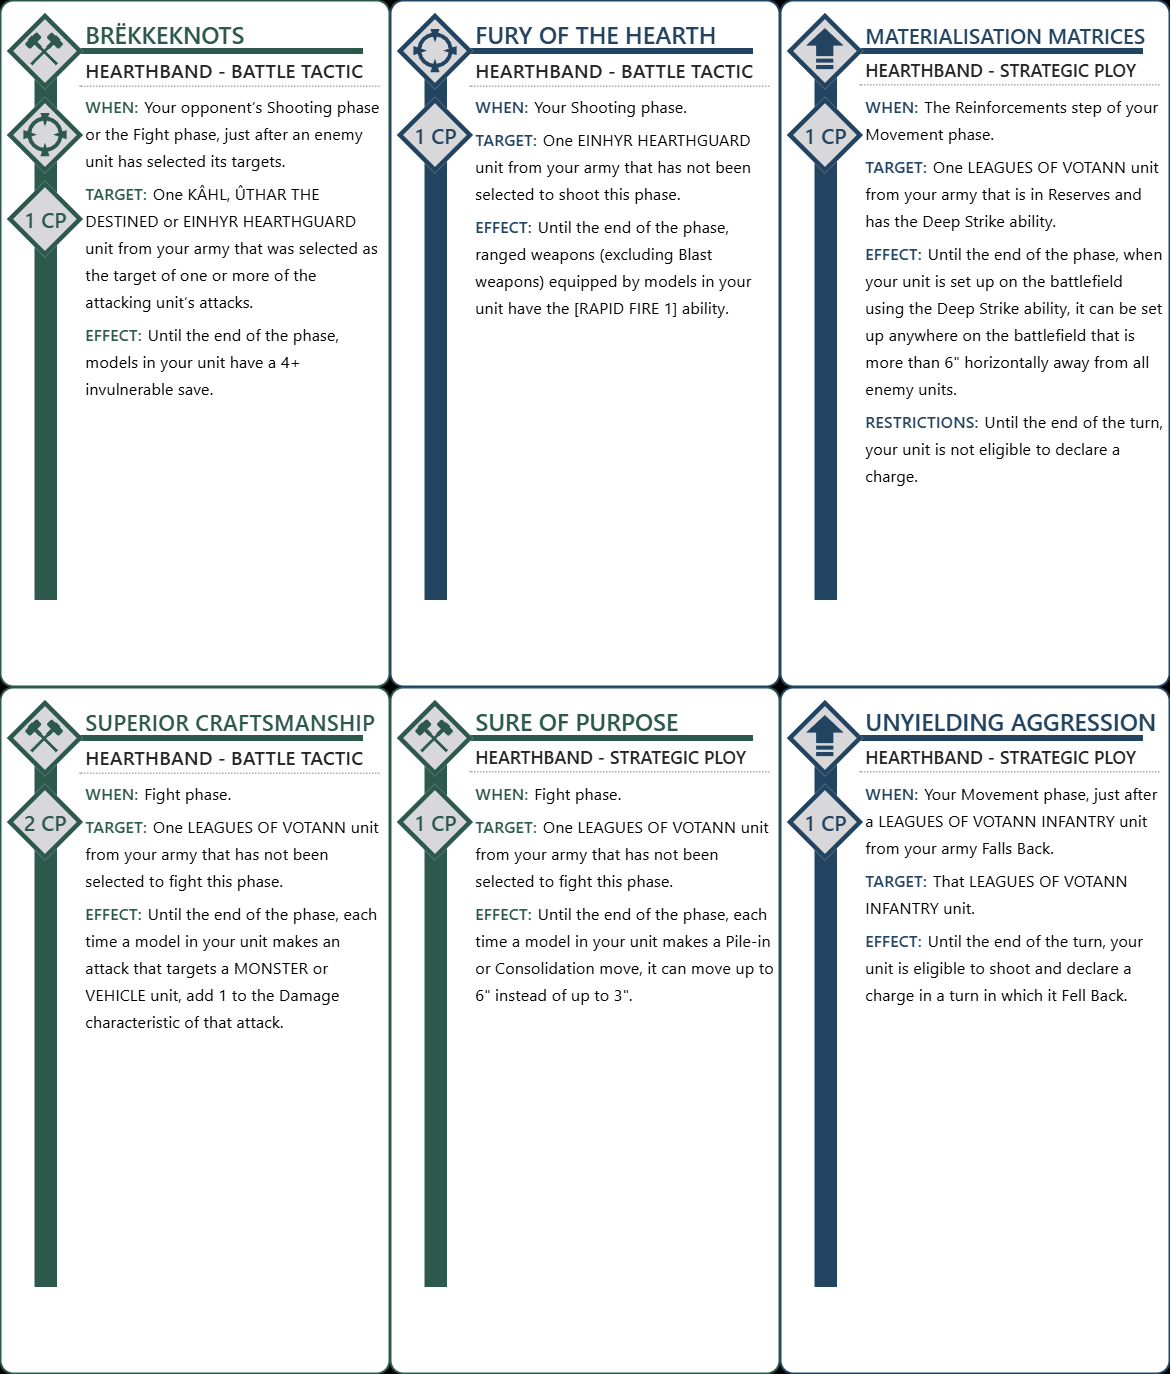 BRËKKEKNOTS
HEARTHBAND - BATTLE TACTIC
WHEN: Your opponent's Shooting phase
or the Fight phase, just after an enemy
unit has selected its targets.
1 CP
TARGET: One KÂHL, ÛTHAR THE
DESTINED or EINHYR HEARTHGUARD
unit from your army that was selected as
the target of one or more of the
attacking unit's attacks.
EFFECT: Until the end of the phase,
models in your unit have a 4+
invulnerable save.
FURY OF THE HEARTH
HEARTHBAND - BATTLE TACTIC
1 CP
WHEN: Your Shooting phase.
TARGET: One EINHYR HEARTHGUARD
unit from your army that has not been
selected to shoot this phase.
EFFECT: Until the end of the phase,
ranged weapons (excluding Blast
weapons) equipped by models in your
unit have the [RAPID FIRE 1] ability.
MATERIALISATION MATRICES
HEARTHBAND - STRATEGIC PLOY
1 CP
WHEN: The Reinforcements step of your
Movement phase.
TARGET: One LEAGUES OF VOTANN unit
from your army that is in Reserves and
has the Deep Strike ability.
EFFECT: Until the end of the phase, when
your unit is set up on the battlefield
using the Deep Strike ability, it can be set
up anywhere on the battlefield that is
more than 6" horizontally away from all
enemy units.
RESTRICTIONS: Until the end of the turn,
your unit is not eligible to declare a
charge.
SUPERIOR CRAFTSMANSHIP
HEARTHBAND - BATTLE TACTIC
2 CP
WHEN: Fight phase.
TARGET: One LEAGUES OF VOTANN unit
from your army that has not been
selected to fight this phase.
EFFECT: Until the end of the phase, each
time a model in your unit makes an
attack that targets a MONSTER or
VEHICLE unit, add 1 to the Damage
characteristic of that attack.
SURE OF PURPOSE
HEARTHBAND - STRATEGIC PLOY
1 CP
WHEN: Fight phase.
TARGET: One LEAGUES OF VOTANN unit
from your army that has not been
selected to fight this phase.
EFFECT: Until the end of the phase, each
time a model in your unit makes a Pile-in
or Consolidation move, it can move up to
6" instead of up to 3".
UNYIELDING AGGRESSION
HEARTHBAND - STRATEGIC PLOY
1 CP
WHEN: Your Movement phase, just after
a LEAGUES OF VOTANN INFANTRY unit
from your army Falls Back.
TARGET: That LEAGUES OF VOTANN
INFANTRY unit.
EFFECT: Until the end of the turn, your
unit is eligible to shoot and declare a
charge in a turn in which it Fell Back.